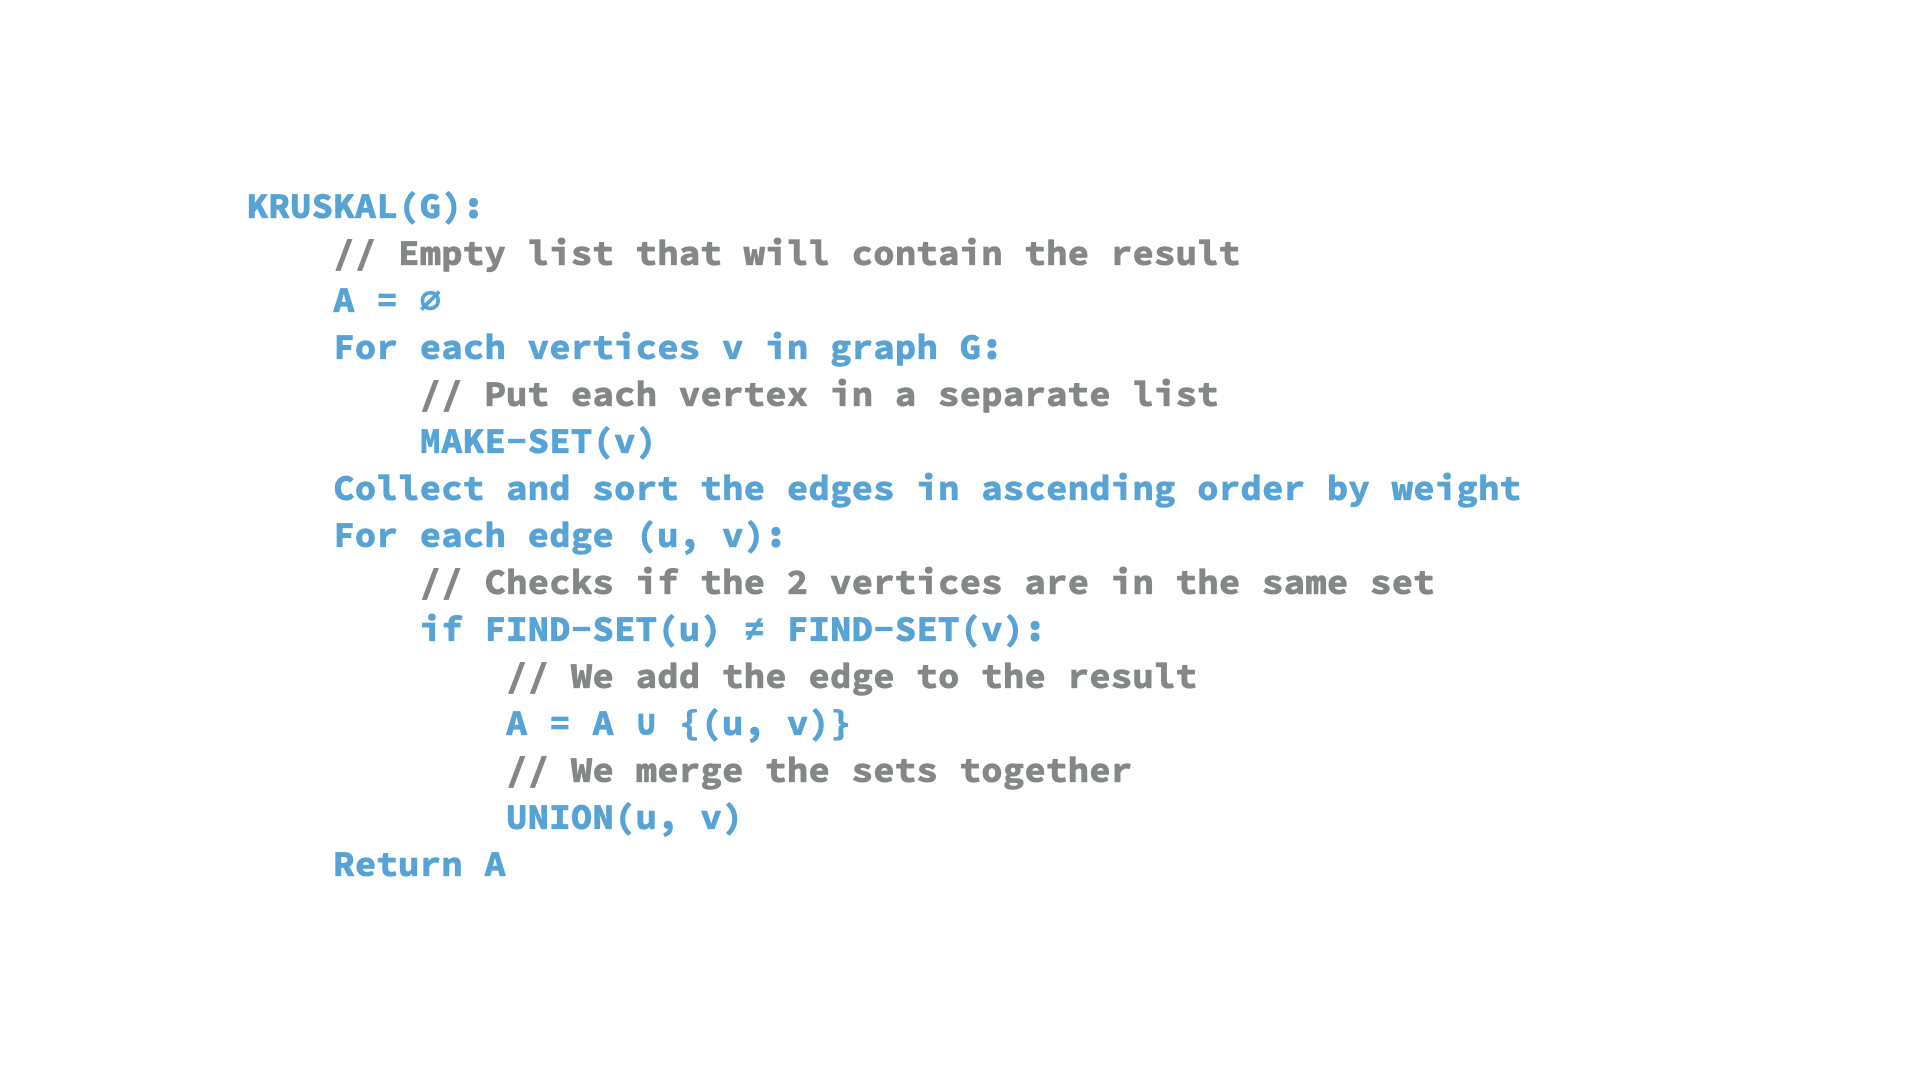 KRUSKAL(G):
// Empty list that will contain the result
A = ∅
For each vertices v in graph G:
// Put each vertex in a separate list
MAKE-SET(v)
Collect and sort the edges in ascending order by weight
For each edge (u, v):
// Checks if the 2 vertices are in the same set
if FIND-SET(u) ≠ FIND-SET(v):
// We add the edge to the result
A = A ∪ {(u, v)}
// We merge the sets together
UNION(u, v)
Return A